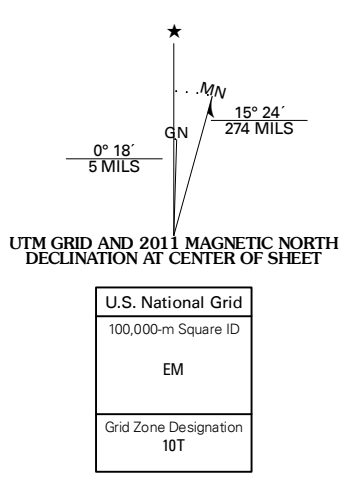 ★
MN
GN
15° 24´
274 MILS
0° 18´
5 MILS
UTM GRID AND 2011 MAGNETIC NORTH
DECLINATION AT CENTER OF SHEET
U.S. National Grid
100,000-m Square ID
EM
Grid Zone Designation
10T